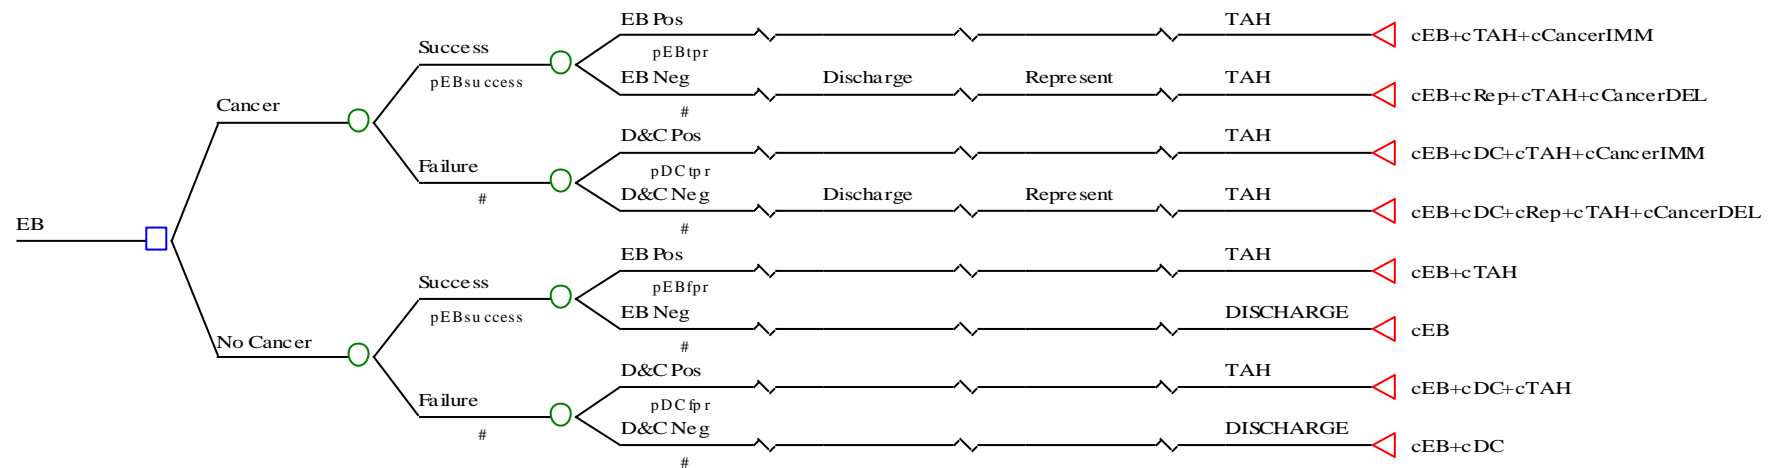 EB Pos TAH
cEB+cTAH+cCancerIMM
Success pEBtpr
EB Neg Discharge Represent TAH
pEBsuccess
cEB+cRep+cTAH+cCancerDEL
Cancer #
D&C Pos TAH
cEB+cDC+cTAH+cCancerIMM
Failure pDCtpr
D&C Neg Discharge Represent TAH
#
cEB+cDC+cRep+cTAH+cCancerDEL
EB #
EB Pos TAH
cEB+cTAH
Success pEBfpr
EB Neg DISCHARGE
pEBsuccess
cEB
No Cancer #
D&C Pos TAH
cEB+cDC+cTAH
Failure pDCfpr
D&C Neg DISCHARGE
#
cEB+cDC
#